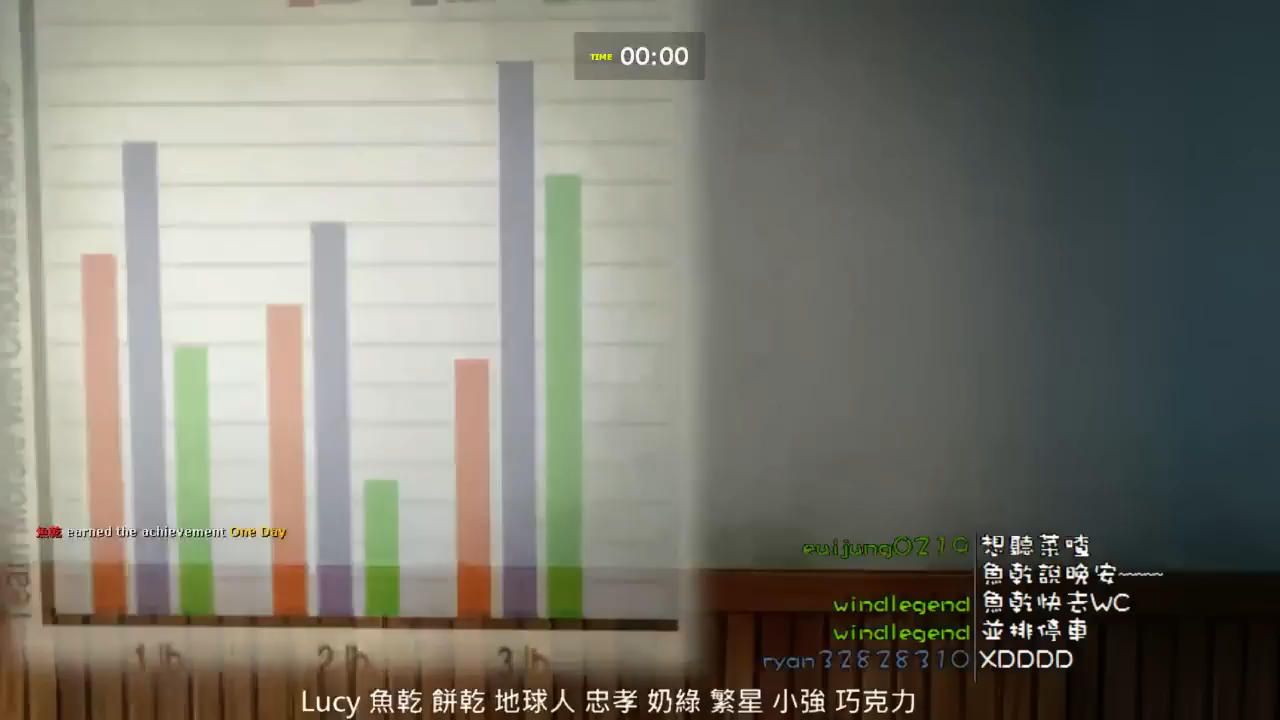 TIME 00:00
魚乾 earned the achievement One Day
euijung0219 想聽菜喳
魚乾說晚安~~~~
windlegend 魚乾快去WC
windlegend 並排停車
ryan32828310 XDDDD
1 lb 2 lb 3 lb
Lucy 魚乾 餅乾 地球人 忠孝 奶綠 繁星 小強 巧克力